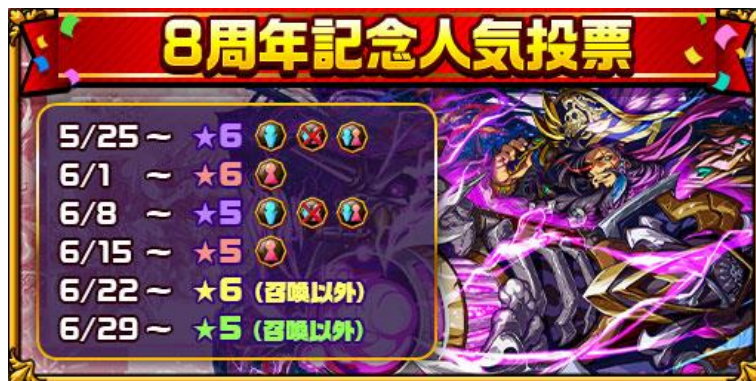 8周年記念人気投票
5/25～ ★6
6/1 ～ ★6
6/8 ～ ★5
6/15～ ★5
6/22～ ★6 (召喚以外)
6/29～ ★5 (召喚以外)